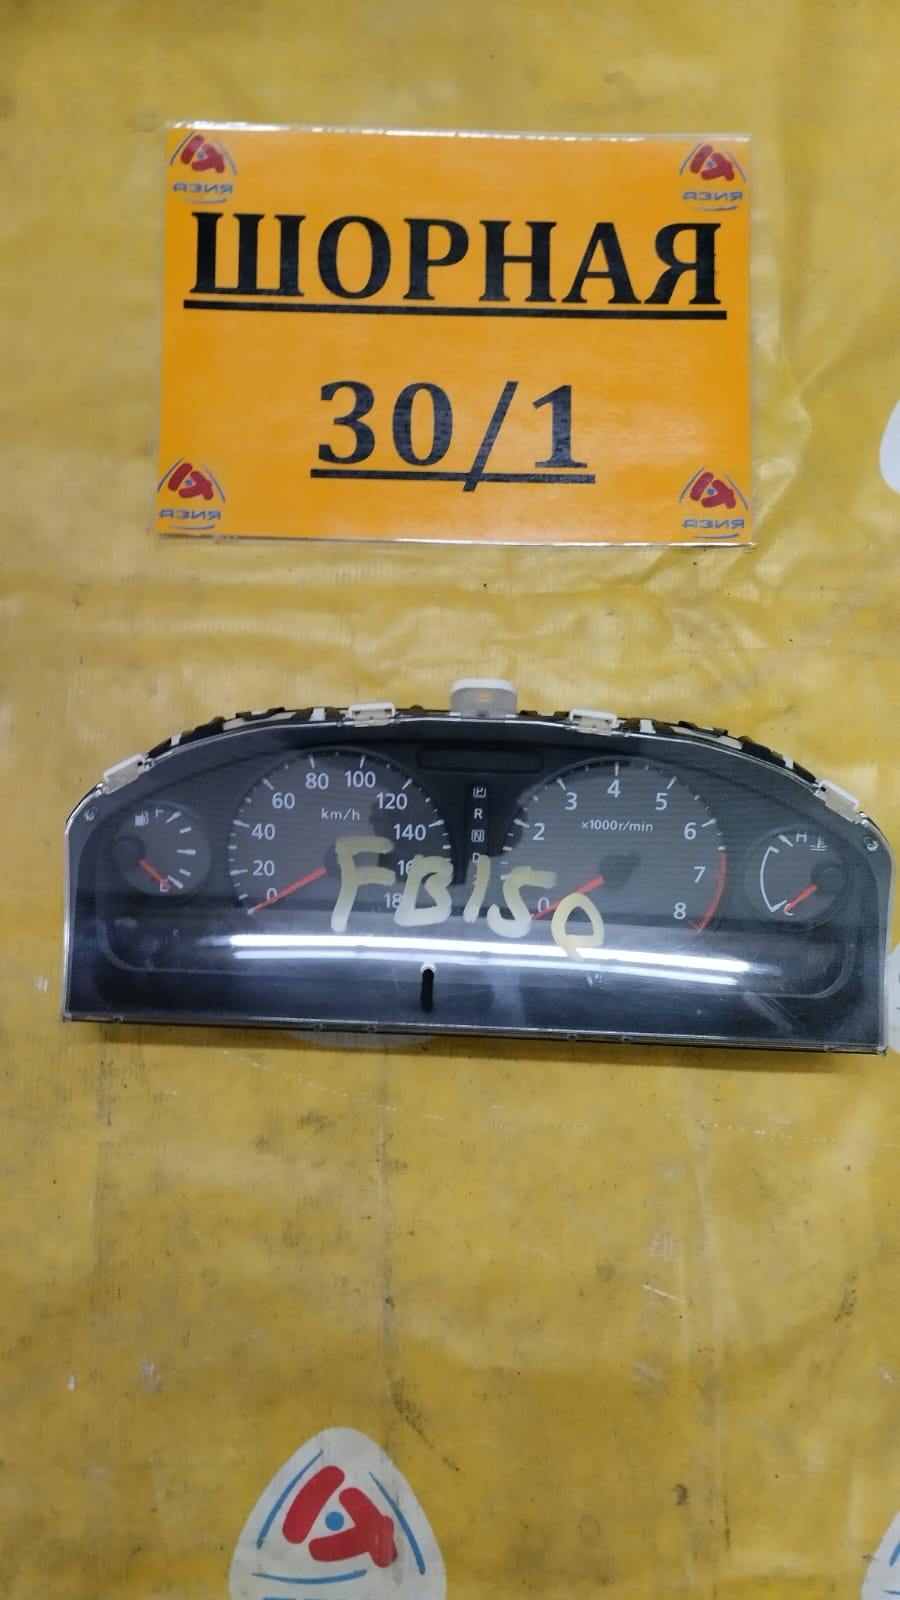 АЗИЯ АЗИЯ
ШОРНАЯ
30/1
АЗИЯ АЗИЯ
80 100
60 120
km/h
40 140
20
0
F
E
P
R
N
D
4
3 5
2 6
x1000r/min
7
0 8
H
C
FB15